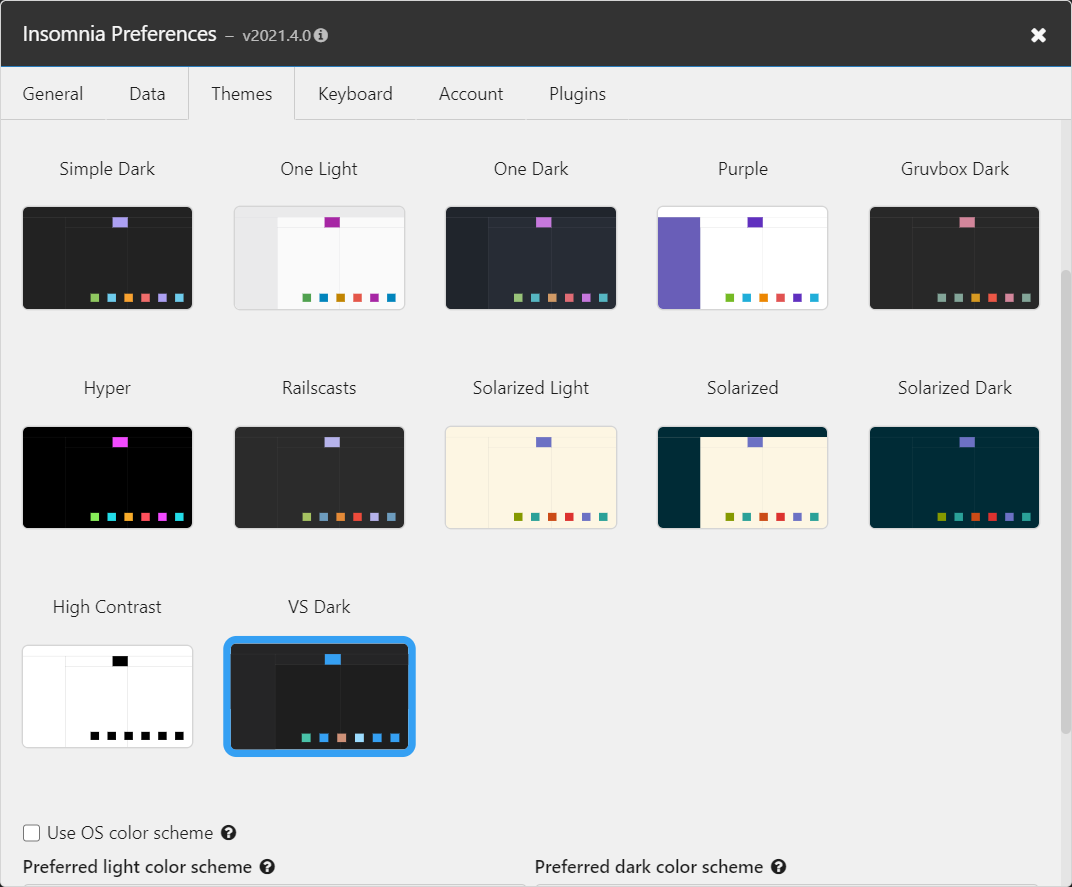 Insomnia Preferences – v2021.4.0
General Data Themes Keyboard Account Plugins
Simple Dark One Light One Dark Purple Gruvbox Dark
Hyper Railscasts Solarized Light Solarized Solarized Dark
High Contrast VS Dark
Use OS color scheme
Preferred light color scheme Preferred dark color scheme